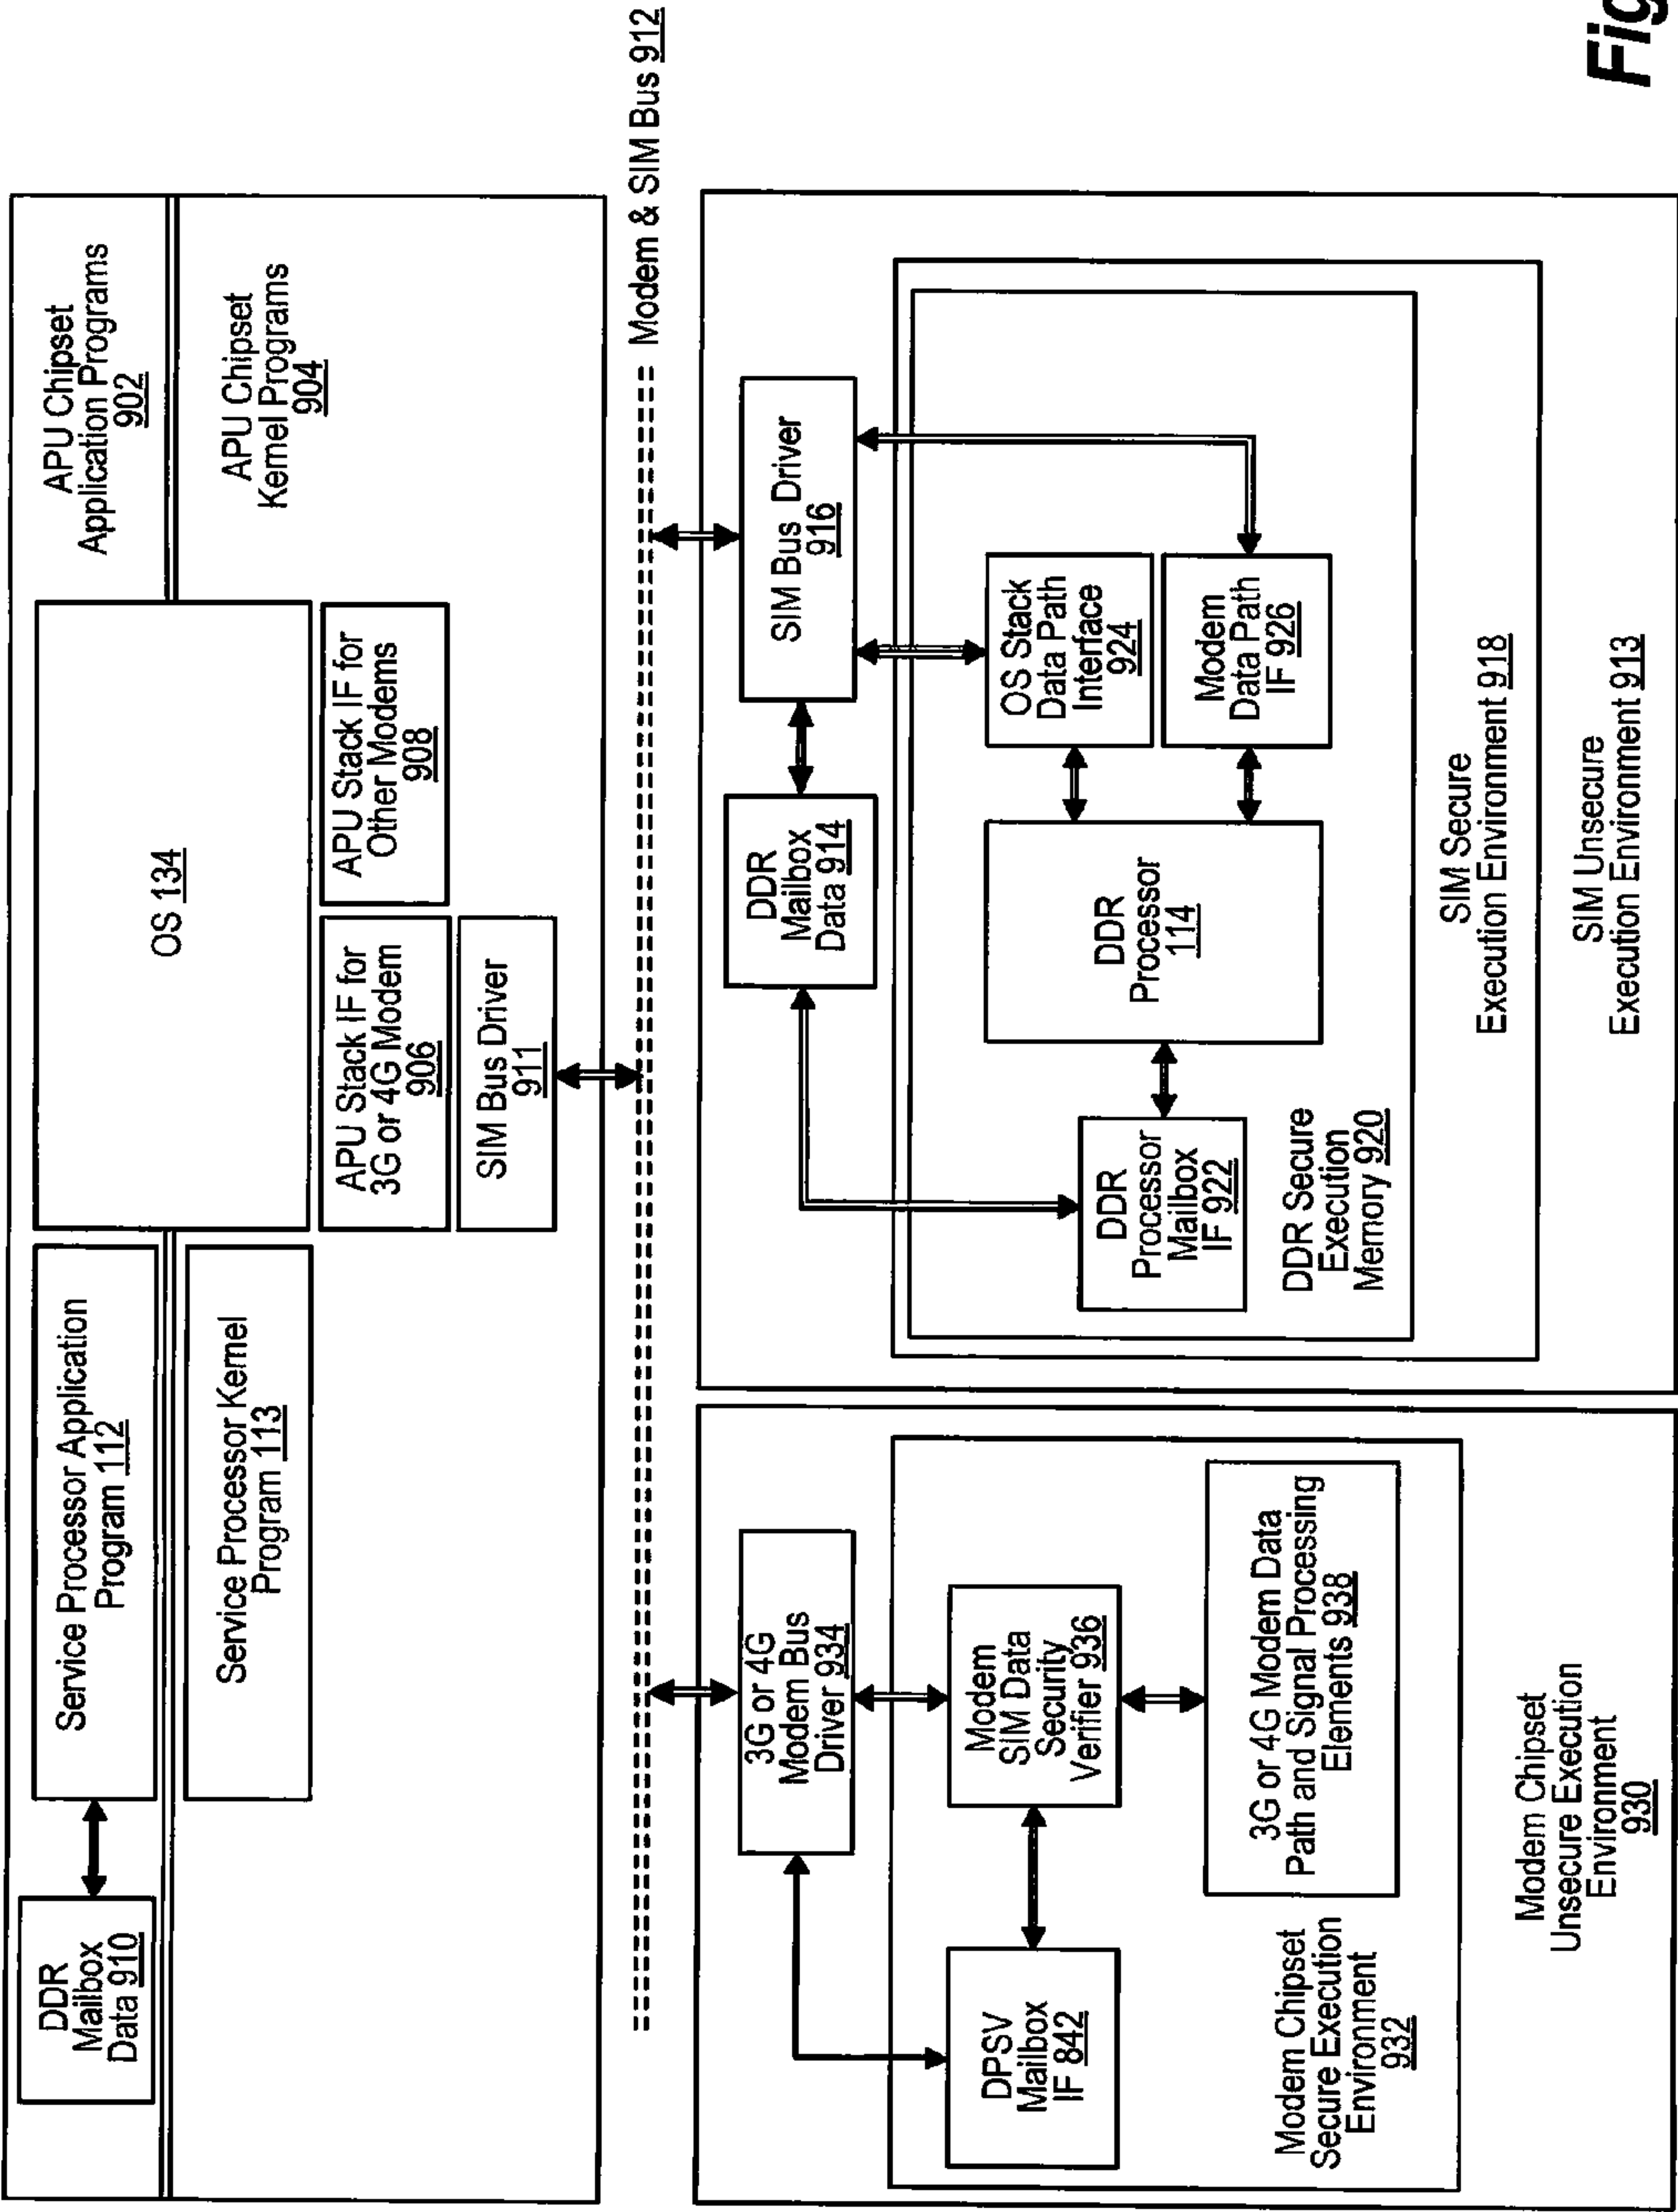 DDR
Mailbox
Data 910
Service Processor Application
Program 112
Service Processor Kernel
Program 113
OS 134
APU Stack IF for
3G or 4G Modem
906
APU Stack IF for
Other Modems
908
SIM Bus Driver
911
APU Chipset
Application Programs
902
APU Chipset
Kernel Programs
904
Modem & SIM Bus 912
3G or 4G
Modem Bus
Driver 934
DPSV
Mailbox
IF 842
Modem
SIM Data
Security
Verifier 936
3G or 4G Modem Data
Path and Signal Processing
Elements 938
Modem Chipset
Secure Execution
Environment
932
Modem Chipset
Unsecure Execution
Environment
930
DDR
Mailbox
Data 914
SIM Bus Driver
916
DDR
Processor
Mailbox
IF 922
DDR
Processor
114
OS Stack
Data Path
Interface
924
Modem
Data Path
IF 926
DDR Secure
Execution
Memory 920
SIM Secure
Execution Environment 918
SIM Unsecure
Execution Environment 913
Fig